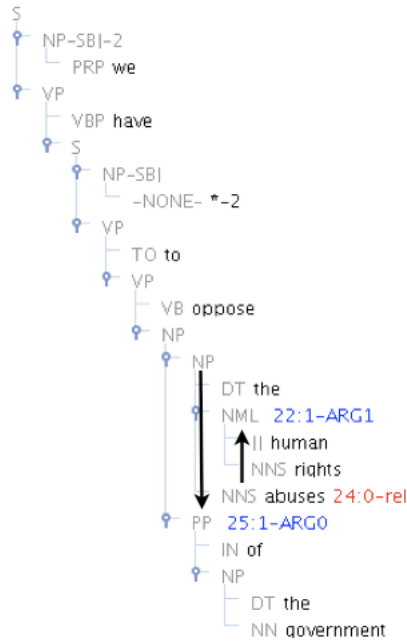 S
NP-SBJ-2
PRP we
VP
VBP have
S
NP-SBJ
-NONE- *-2
VP
TO to
VP
VB oppose
NP
NP
DT the
NML 22:1-ARG1
JJ human
NNS rights
NNS abuses 24:0-rel
PP 25:1-ARG0
IN of
NP
DT the
NN government